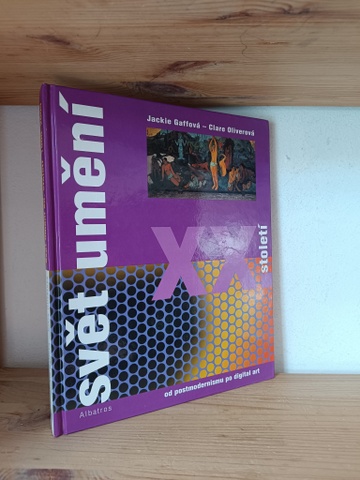 Jackie Gaffová – Clare Oliverová
svět umění
XX
století
od postmodernismu po digital art
Albatros